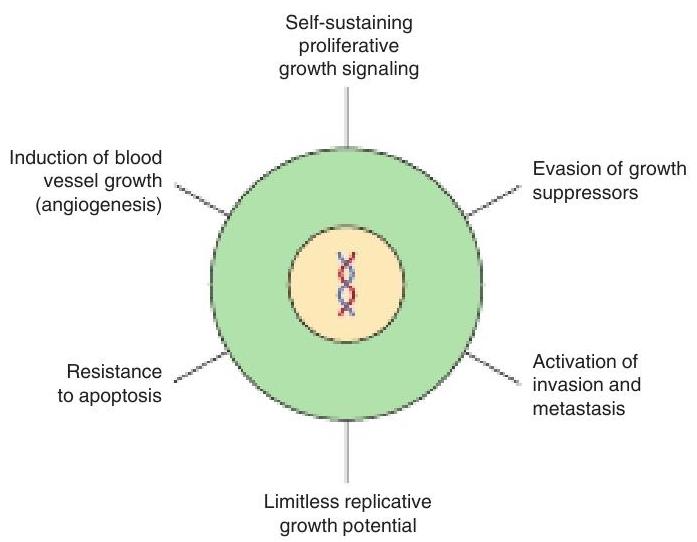 Self-sustaining
proliferative
growth signaling
Induction of blood
vessel growth
(angiogenesis)
Evasion of growth
suppressors
Resistance
to apoptosis
Activation of
invasion and
metastasis
Limitless replicative
growth potential